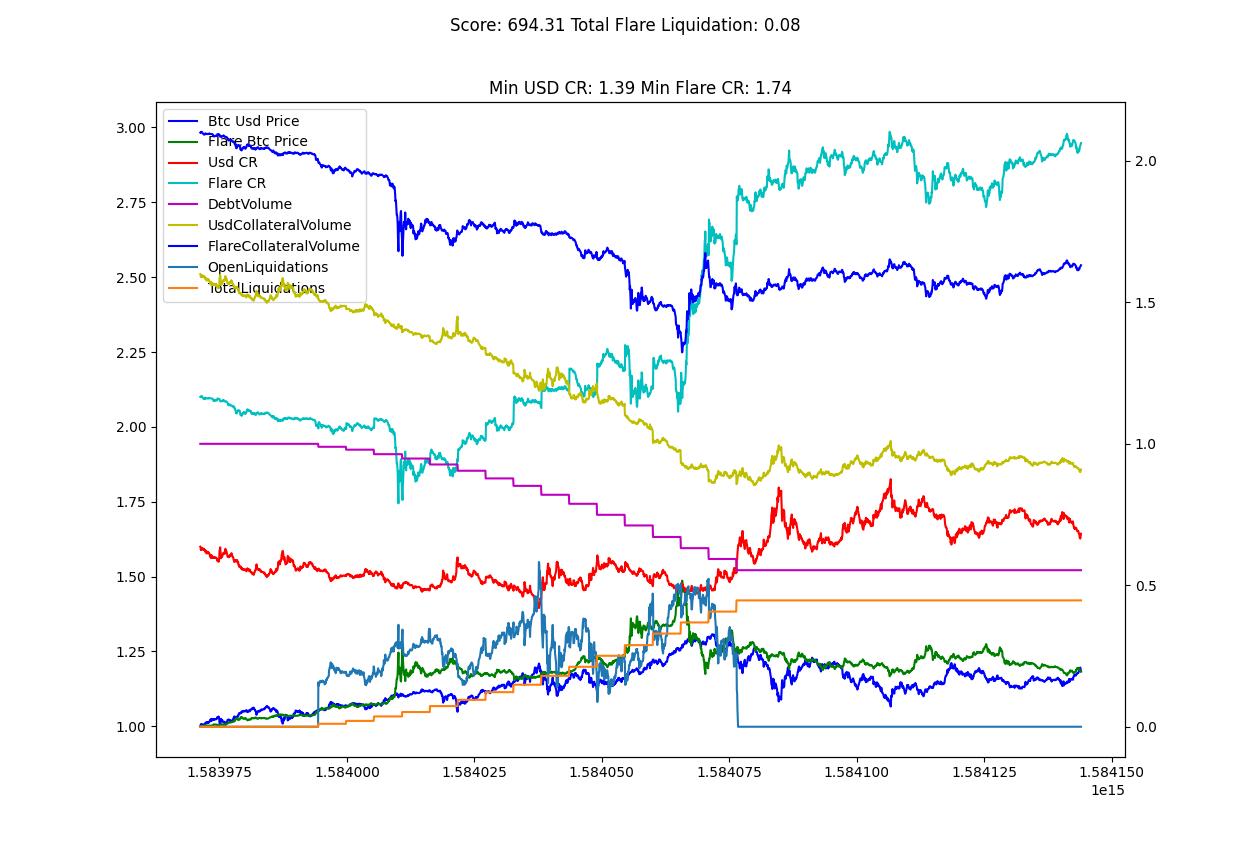 Score: 694.31 Total Flare Liquidation: 0.08
Min USD CR: 1.39 Min Flare CR: 1.74
Btc Usd Price
Flare Btc Price
Usd CR
Flare CR
DebtVolume
UsdCollateralVolume
FlareCollateralVolume
OpenLiquidations
TotalLiquidations
3.00
2.75
2.50
2.25
2.00
1.75
1.50
1.25
1.00
2.0
1.5
1.0
0.5
0.0
1.583975 1.584000 1.584025 1.584050 1.584075 1.584100 1.584125 1.584150
1e15